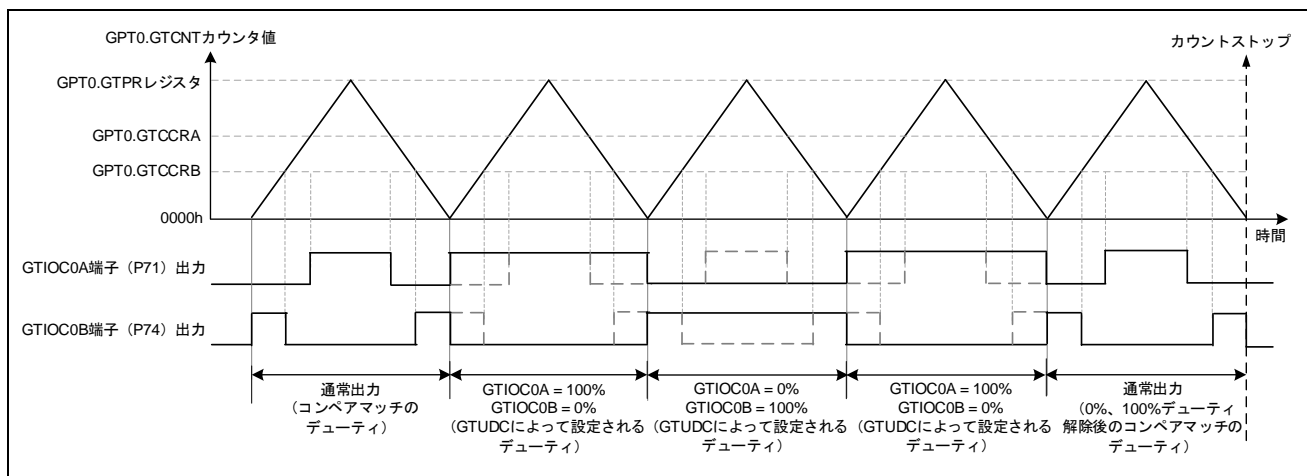 GPT0.GTCNTカウンタ値
カウントストップ
GPT0.GTPRレジスタ
GPT0.GTCCRA
GPT0.GTCCRB
0000h
時間
GTIOC0A端子（P71）出力
GTIOC0B端子（P74）出力
通常出力
（コンペアマッチの
デューティ）
GTIOC0A = 100%
GTIOC0B = 0%
（GTUDCによって設定される
デューティ）
GTIOC0A = 0%
GTIOC0B = 100%
（GTUDCによって設定される
デューティ）
GTIOC0A = 100%
GTIOC0B = 0%
（GTUDCによって設定される
デューティ）
通常出力
（0%、100%デューティ
解除後のコンペアマッチの
デューティ）